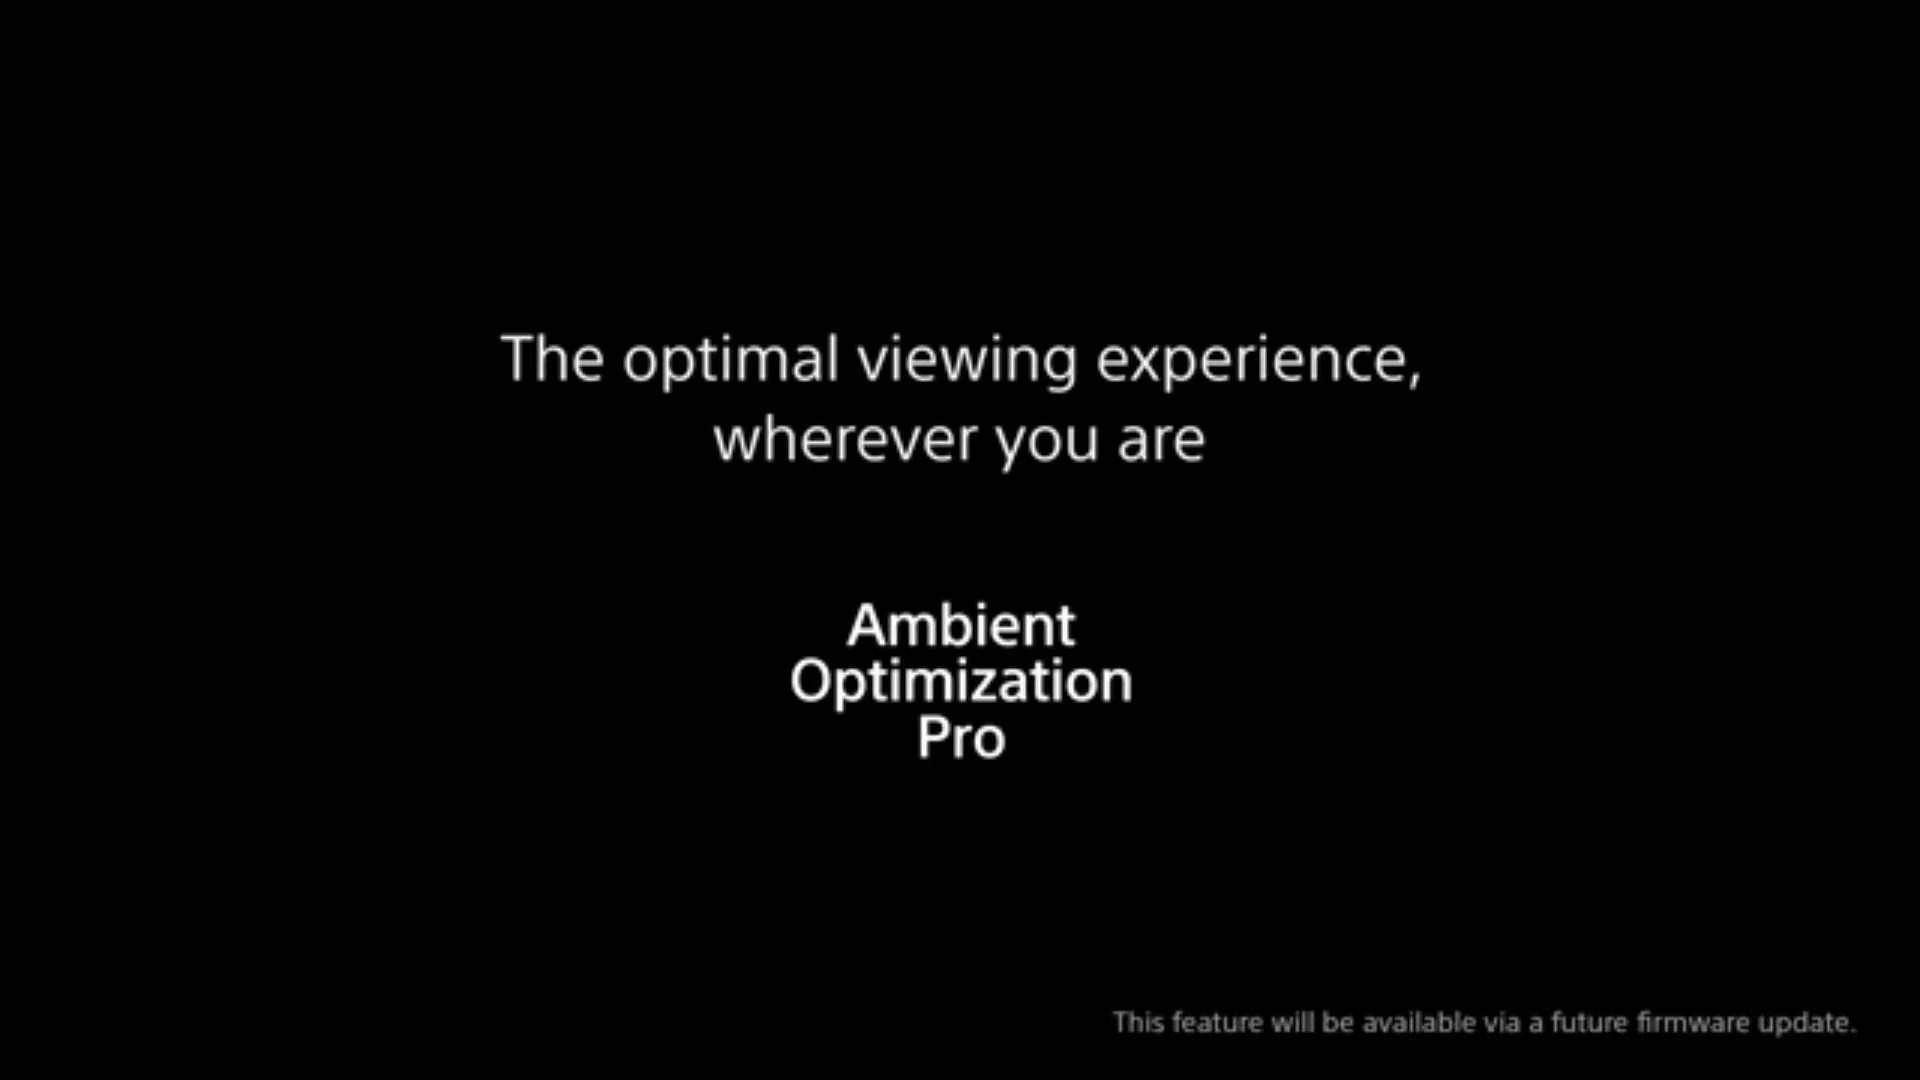 The optimal viewing experience,
wherever you are
Ambient
Optimization
Pro
This feature will be available via a future firmware update.